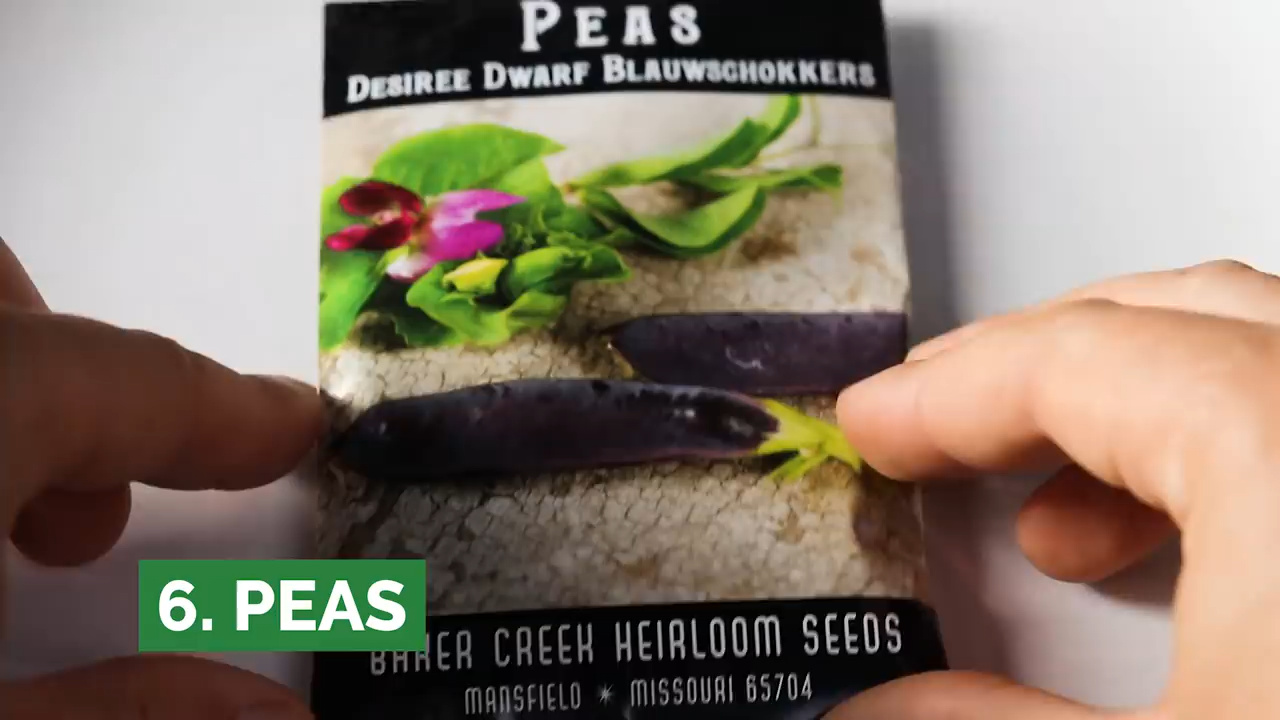 PEAS
DESIREE DWARF BLAUWSCHOKKERS
6. PEAS
BAKER CREEK HEIRLOOM SEEDS
MANSFIELD * MISSOURI 65704